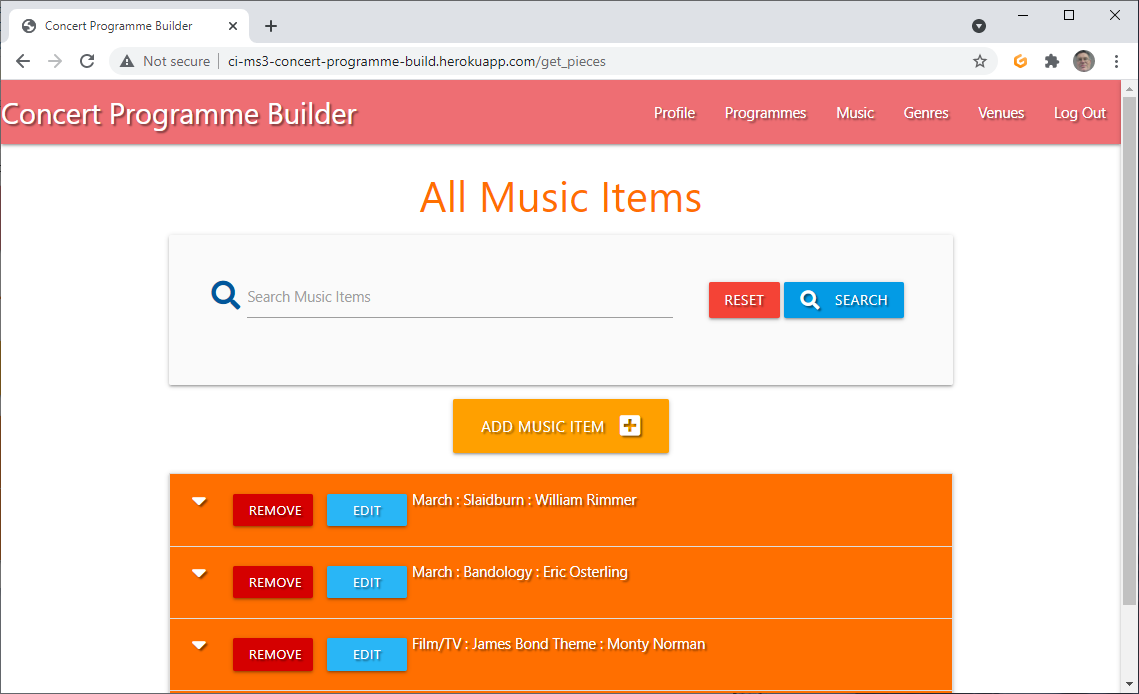 Concert Programme Builder
Not secure ci-ms3-concert-programme-build.herokuapp.com/get_pieces
Concert Programme Builder Profile Programmes Music Genres Venues Log Out
All Music Items
Search Music Items RESET SEARCH
ADD MUSIC ITEM
REMOVE EDIT March : Slaidburn : William Rimmer
REMOVE EDIT March : Bandology : Eric Osterling
REMOVE EDIT Film/TV : James Bond Theme : Monty Norman